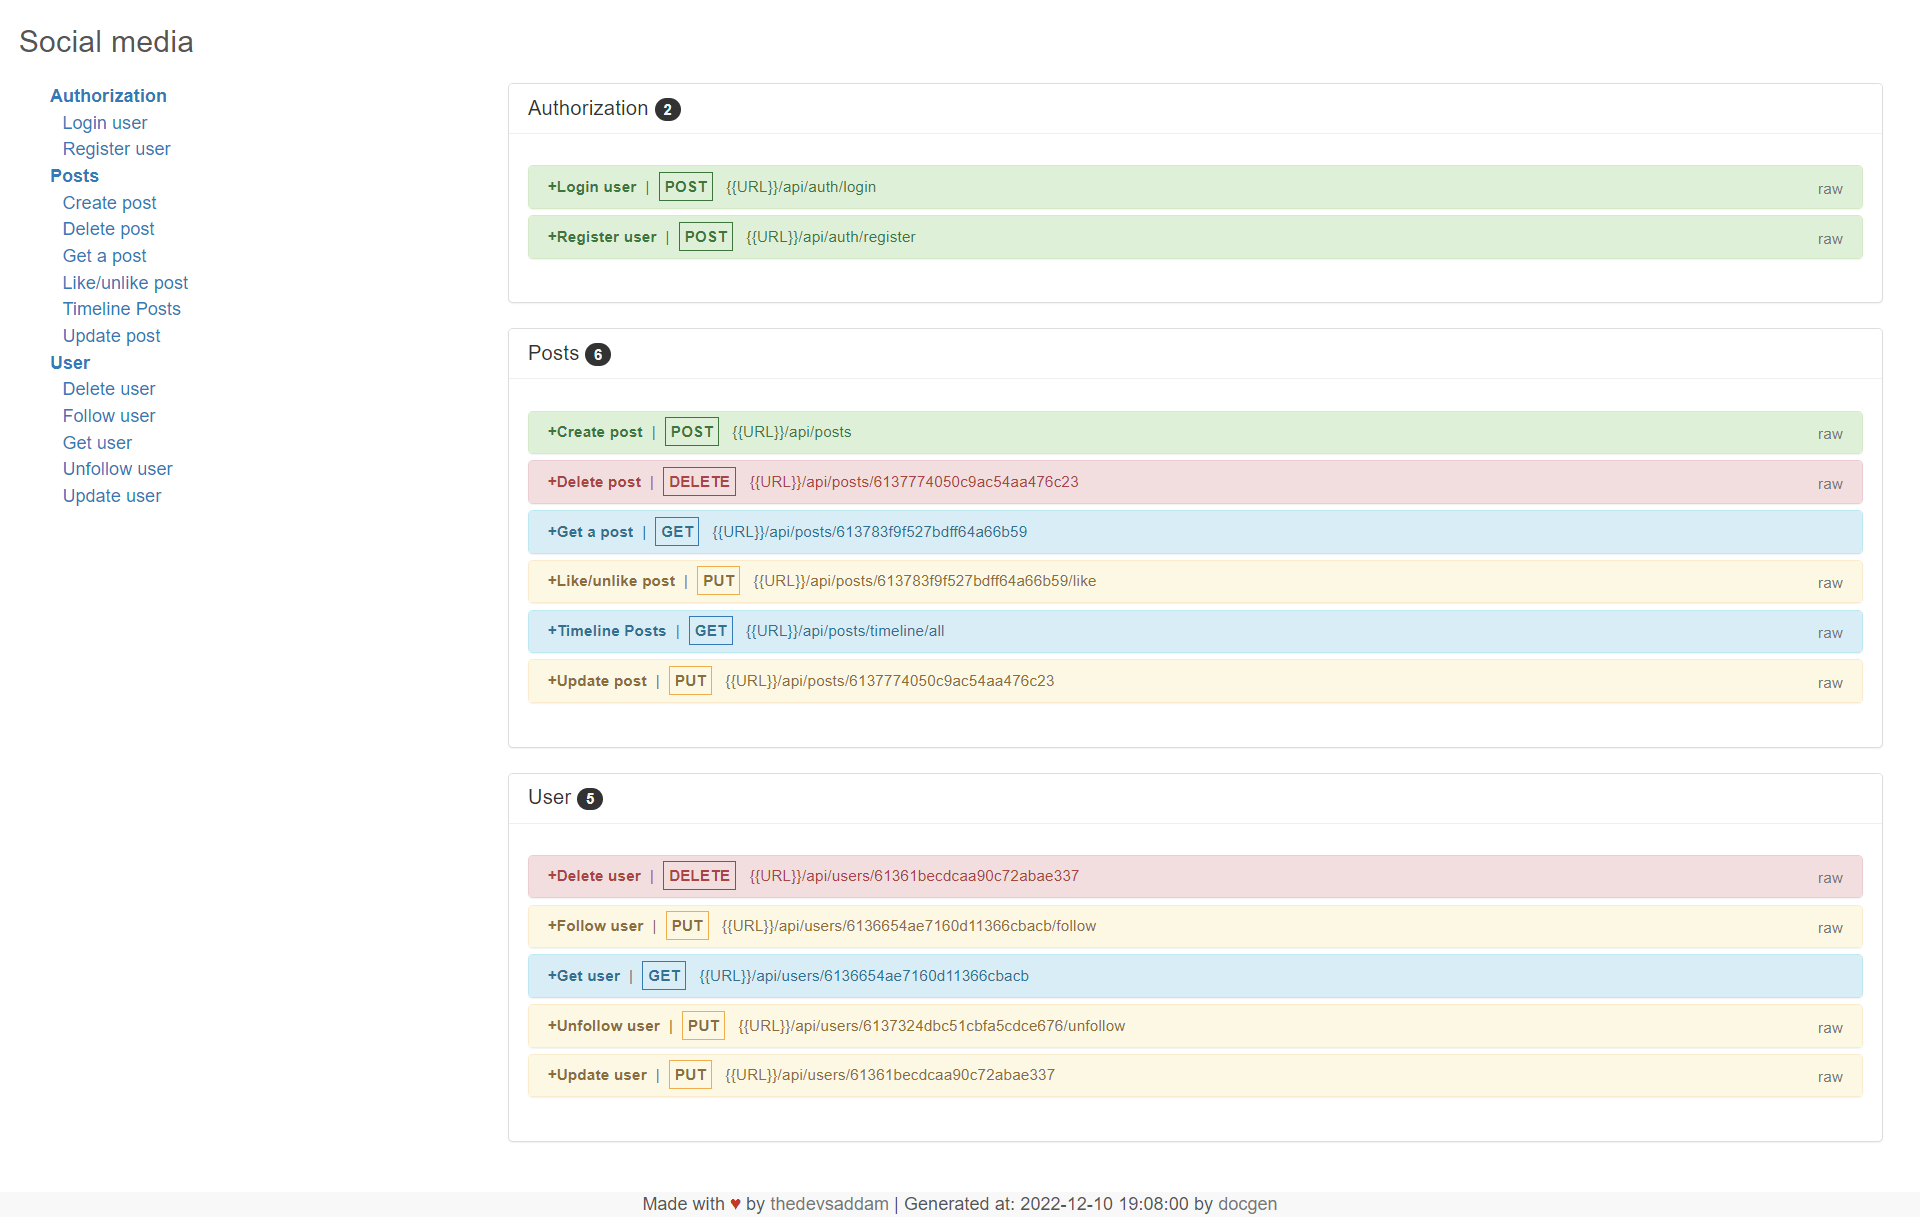 Social media
Authorization
Login user
Register user
Posts
Create post
Delete post
Get a post
Like/unlike post
Timeline Posts
Update post
User
Delete user
Follow user
Get user
Unfollow user
Update user
Authorization 2
+Login user | POST {{URL}}/api/auth/login raw
+Register user | POST {{URL}}/api/auth/register raw
Posts 6
+Create post | POST {{URL}}/api/posts raw
+Delete post | DELETE {{URL}}/api/posts/6137774050c9ac54aa476c23 raw
+Get a post | GET {{URL}}/api/posts/613783f9f527bdff64a66b59
+Like/unlike post | PUT {{URL}}/api/posts/613783f9f527bdff64a66b59/like raw
+Timeline Posts | GET {{URL}}/api/posts/timeline/all raw
+Update post | PUT {{URL}}/api/posts/6137774050c9ac54aa476c23 raw
User 5
+Delete user | DELETE {{URL}}/api/users/61361becdcaa90c72abae337 raw
+Follow user | PUT {{URL}}/api/users/6136654ae7160d11366cbacb/follow raw
+Get user | GET {{URL}}/api/users/6136654ae7160d11366cbacb
+Unfollow user | PUT {{URL}}/api/users/6137324dbc51cbfa5cdce676/unfollow raw
+Update user | PUT {{URL}}/api/users/61361becdcaa90c72abae337 raw
Made with ♥ by thedevsaddam | Generated at: 2022-12-10 19:08:00 by docgen